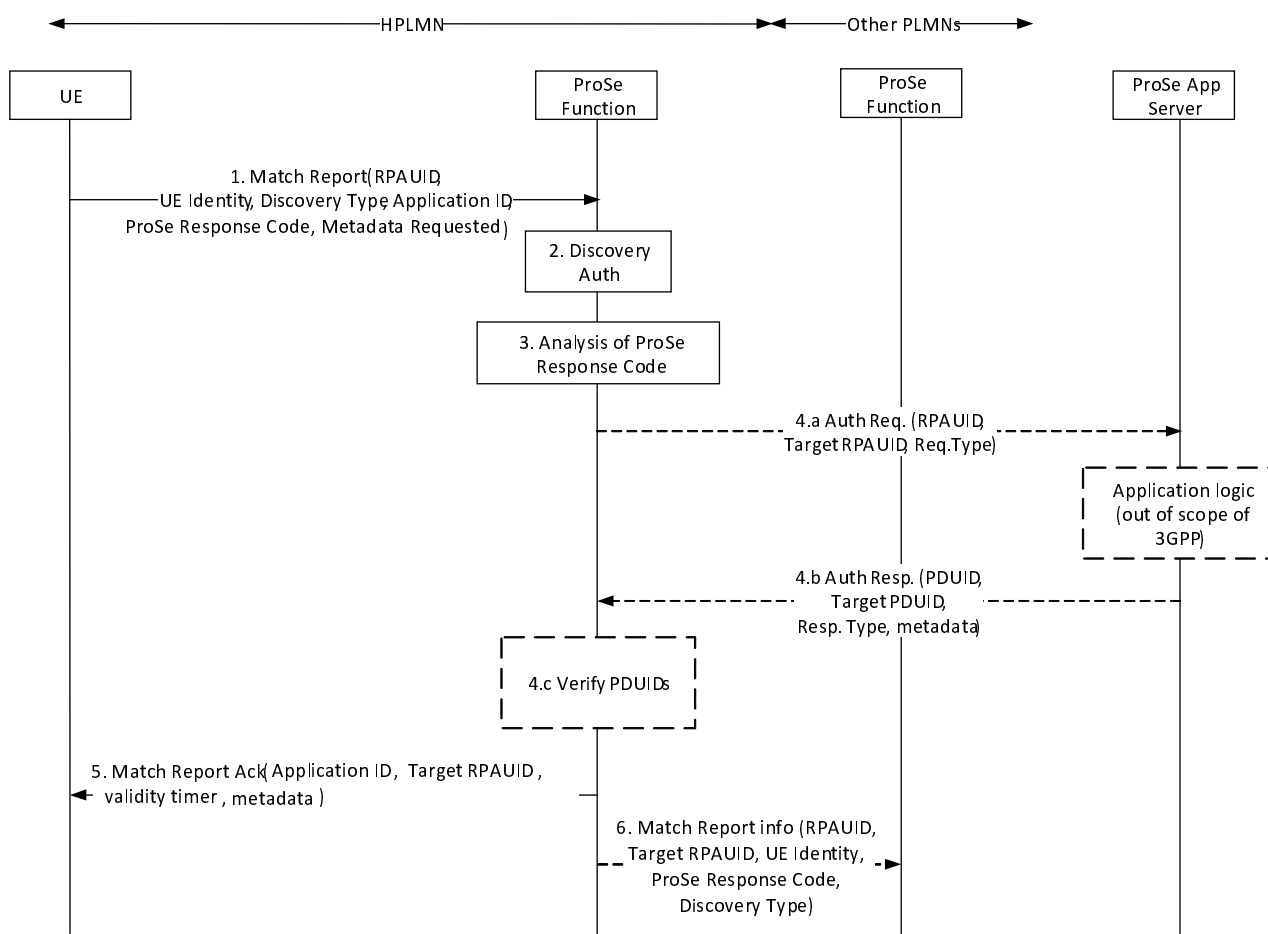 HPLMN
Other PLMNs
UE
ProSe
Function
ProSe
Function
ProSe App
Server
1. Match Report(RPAUID,
UE Identity, Discovery Type, Application ID,
ProSe Response Code, Metadata Requested)
2. Discovery
Auth
3. Analysis of ProSe
Response Code
4.a Auth Req. (RPAUID,
Target RPAUID, Req.Type)
Application logic
(out of scope of
3GPP)
4.b Auth Resp. (PDUID,
Target PDUID,
Resp. Type, metadata)
4.c Verify PDUIDs
5. Match Report Ack( Application ID, Target RPAUID,
validity timer, metadata )
6. Match Report info (RPAUID,
Target RPAUID, UE Identity,
ProSe Response Code,
Discovery Type)